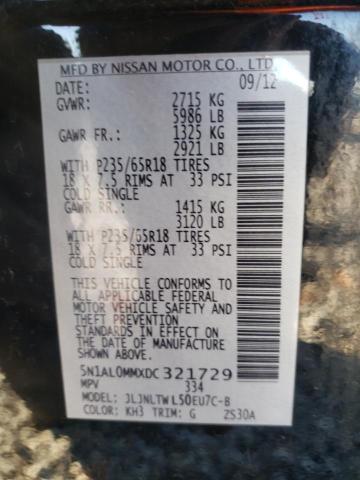 MFD BY NISSAN MOTOR CO., LTD.
DATE: 09/12
GVWR: 2715 KG
5986 LB
GAWR FR.: 1325 KG
2921 LB
WITH P235/65R18 TIRES
18 X 7.5 RIMS AT 33 PSI
COLD SINGLE
GAWR RR.: 1415 KG
3120 LB
WITH P235/65R18 TIRES
18 X 7.5 RIMS AT 33 PSI
COLD SINGLE
THIS VEHICLE CONFORMS TO
ALL APPLICABLE FEDERAL
MOTOR VEHICLE SAFETY AND
THEFT PREVENTION
STANDARDS IN EFFECT ON
THE DATE OF MANUFACTURE
SHOWN ABOVE.
5N1AL0MMXDC321729
MPV 334
MODEL: JLJNLTWL50EU7C-B
COLOR: KH3 TRIM: G ZS30A